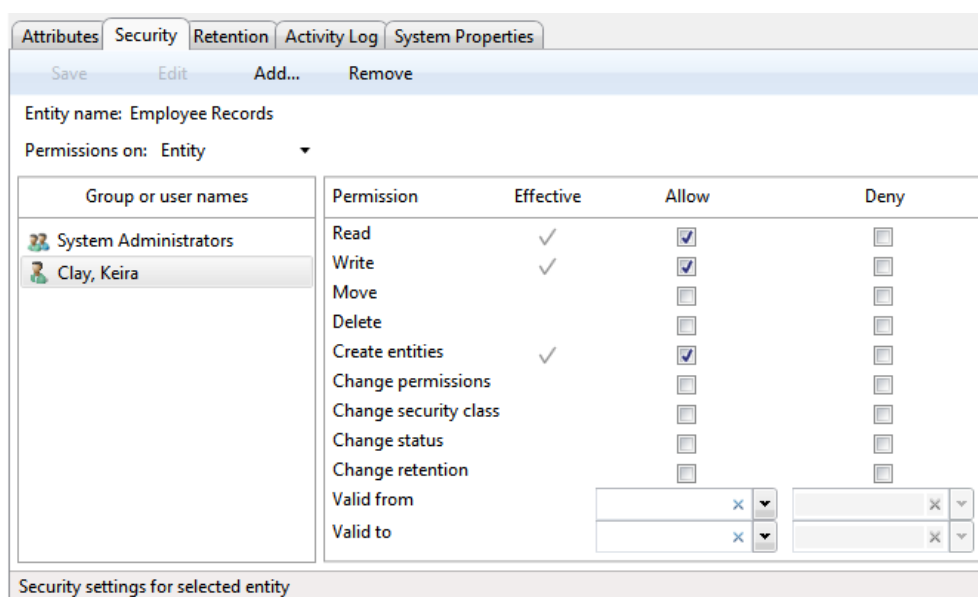 Attributes Security Retention Activity Log System Properties
Save Edit Add... Remove
Entity name: Employee Records
Permissions on: Entity
Group or user names Permission Effective Allow Deny
System Administrators
Clay, Keira
Read
Write
Move
Delete
Create entities
Change permissions
Change security class
Change status
Change retention
Valid from
Valid to
Security settings for selected entity